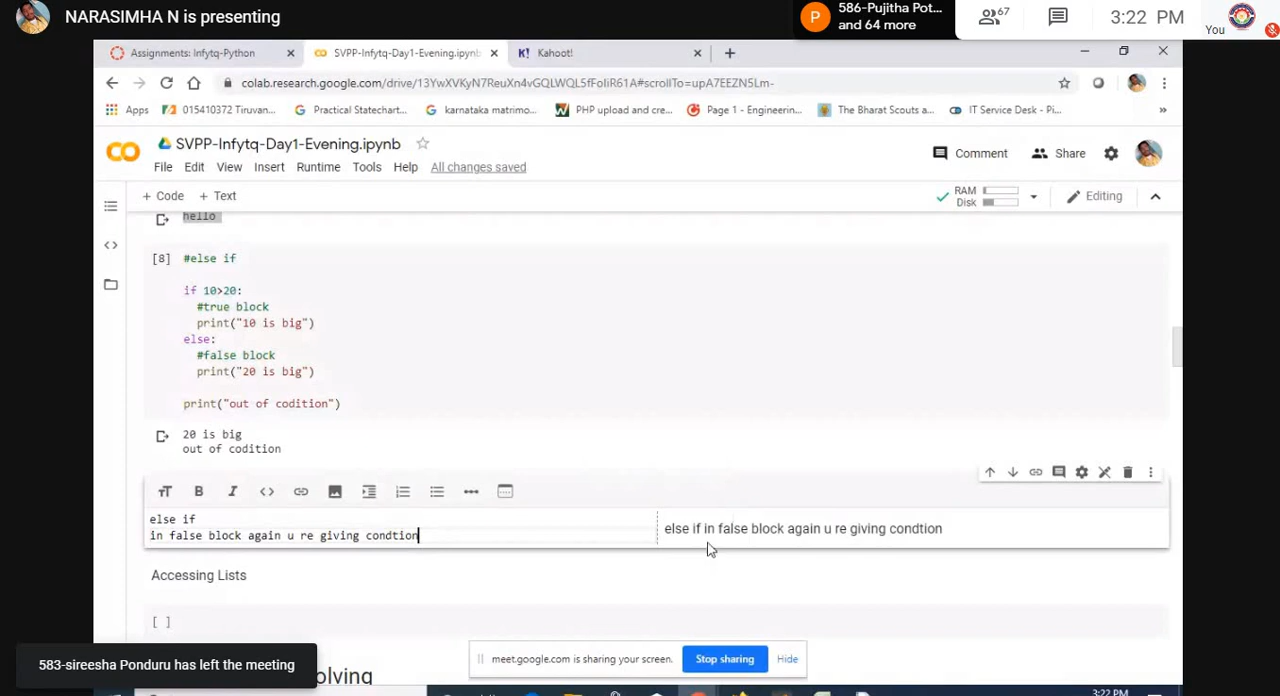 NARASIMHA N is presenting
586-Pujitha Pot...
and 64 more
P
67
3:22 PM
You
Assignments: Infytq-Python
SVPP-Infytq-Day1-Evening.ipynb
K! Kahoot!
colab.research.google.com/drive/13YwXVKyN7ReuXn4vGQLWQL5fFoIiR61A#scrollTo=upA7EEZN5Lm-
Apps
015410372 Tiruvan...
Practical Statechart...
karnataka matrimo...
PHP upload and cre...
Page 1 - Engineerin...
The Bharat Scouts a...
IT Service Desk - Pi...
SVPP-Infytq-Day1-Evening.ipynb
Comment
Share
File Edit View Insert Runtime Tools Help All changes saved
+ Code + Text
RAM
Disk
Editing
hello
[8] #else if
if 10>20:
#true block
print("10 is big")
else:
#false block
print("20 is big")
print("out of codition")
20 is big
out of codition
else if
in false block again u re giving condtion
else if in false block again u re giving condtion
Accessing Lists
[ ]
583-sireesha Ponduru has left the meeting
meet.google.com is sharing your screen.
Stop sharing
Hide
olving
3:22 PM